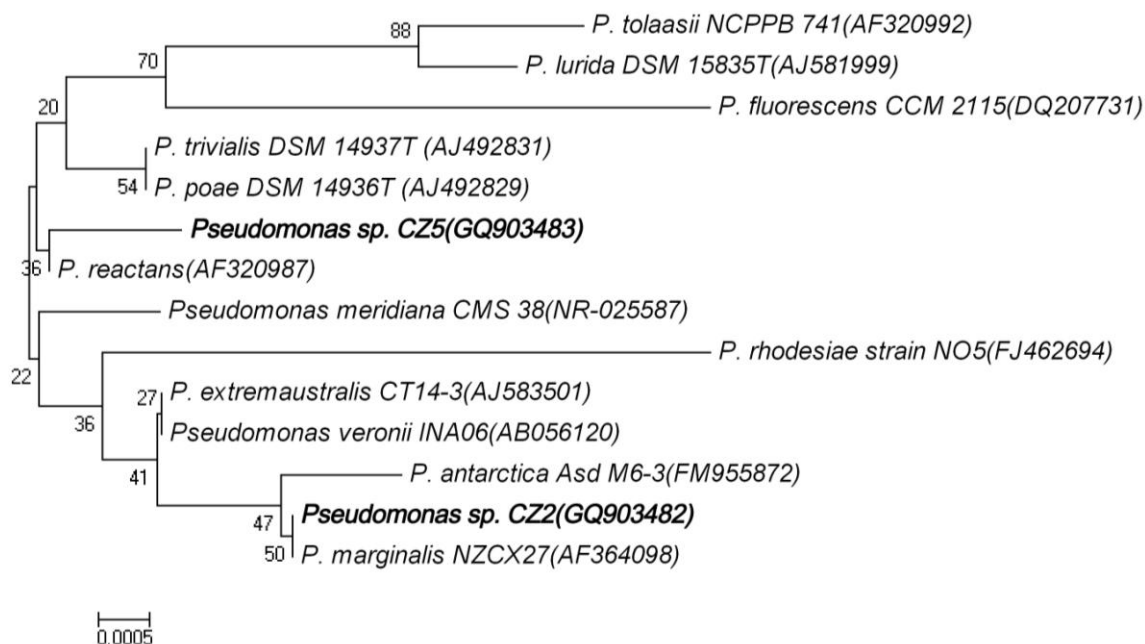 88
P. tolaasii NCPPB 741(AF320992)
P. lurida DSM 15835T(AJ581999)
70
P. fluorescens CCM 2115(DQ207731)
20
P. trivialis DSM 14937T (AJ492831)
54
P. poae DSM 14936T (AJ492829)
Pseudomonas sp. CZ5(GQ903483)
36
P. reactans(AF320987)
Pseudomonas meridiana CMS 38(NR-025587)
22
P. rhodesiae strain NO5(FJ462694)
36
27
P. extremaustralis CT14-3(AJ583501)
Pseudomonas veronii INA06(AB056120)
41
P. antarctica Asd M6-3(FM955872)
47
Pseudomonas sp. CZ2(GQ903482)
50
P. marginalis NZCX27(AF364098)
0.0005